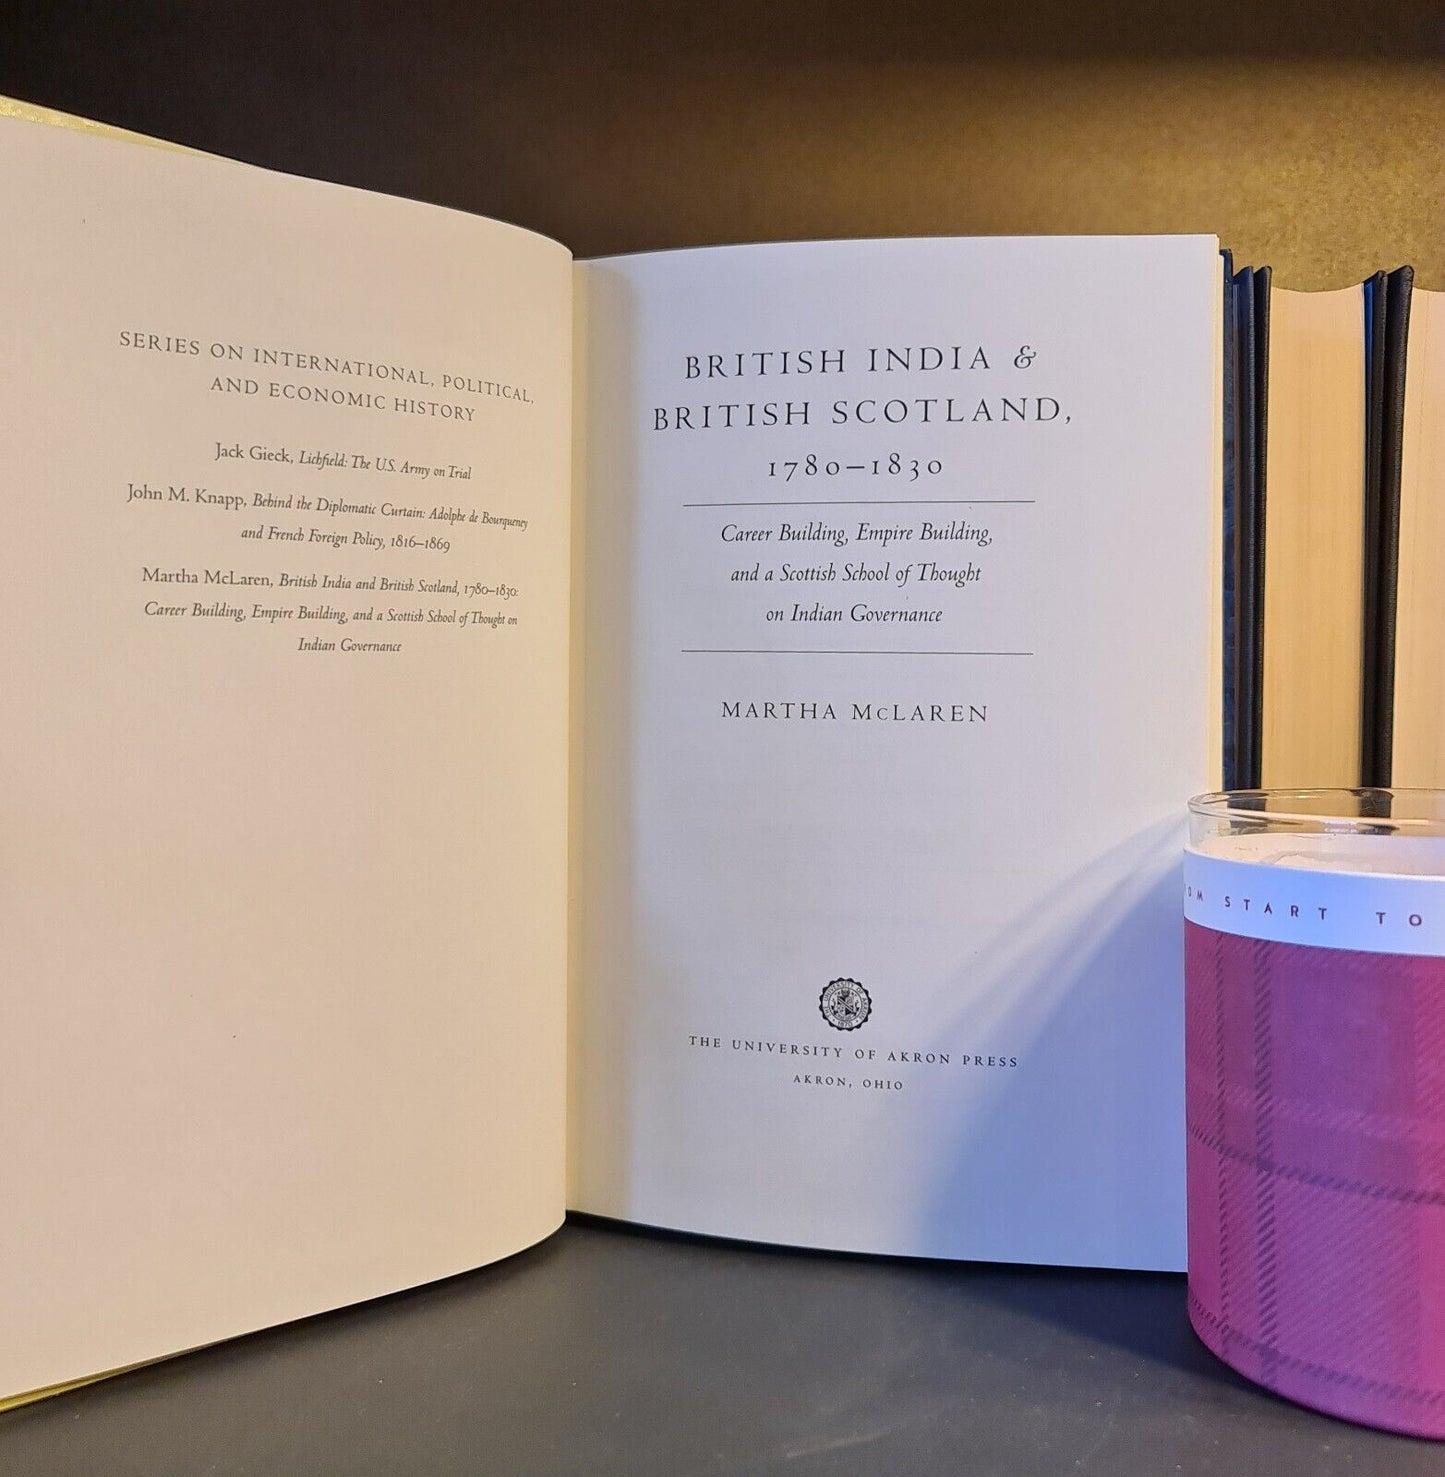 SERIES ON INTERNATIONAL, POLITICAL,
AND ECONOMIC HISTORY
Jack Gieck, Lichfield: The U.S. Army on Trial
John M. Knapp, Behind the Diplomatic Curtain: Adolphe de Bourqueney
and French Foreign Policy, 1816–1869
Martha McLaren, British India and British Scotland, 1780–1830:
Career Building, Empire Building, and a Scottish School of Thought on
Indian Governance
BRITISH INDIA &
BRITISH SCOTLAND,
1780–1830
Career Building, Empire Building,
and a Scottish School of Thought
on Indian Governance
MARTHA McLAREN
THE UNIVERSITY OF AKRON PRESS
AKRON, OHIO
START TO